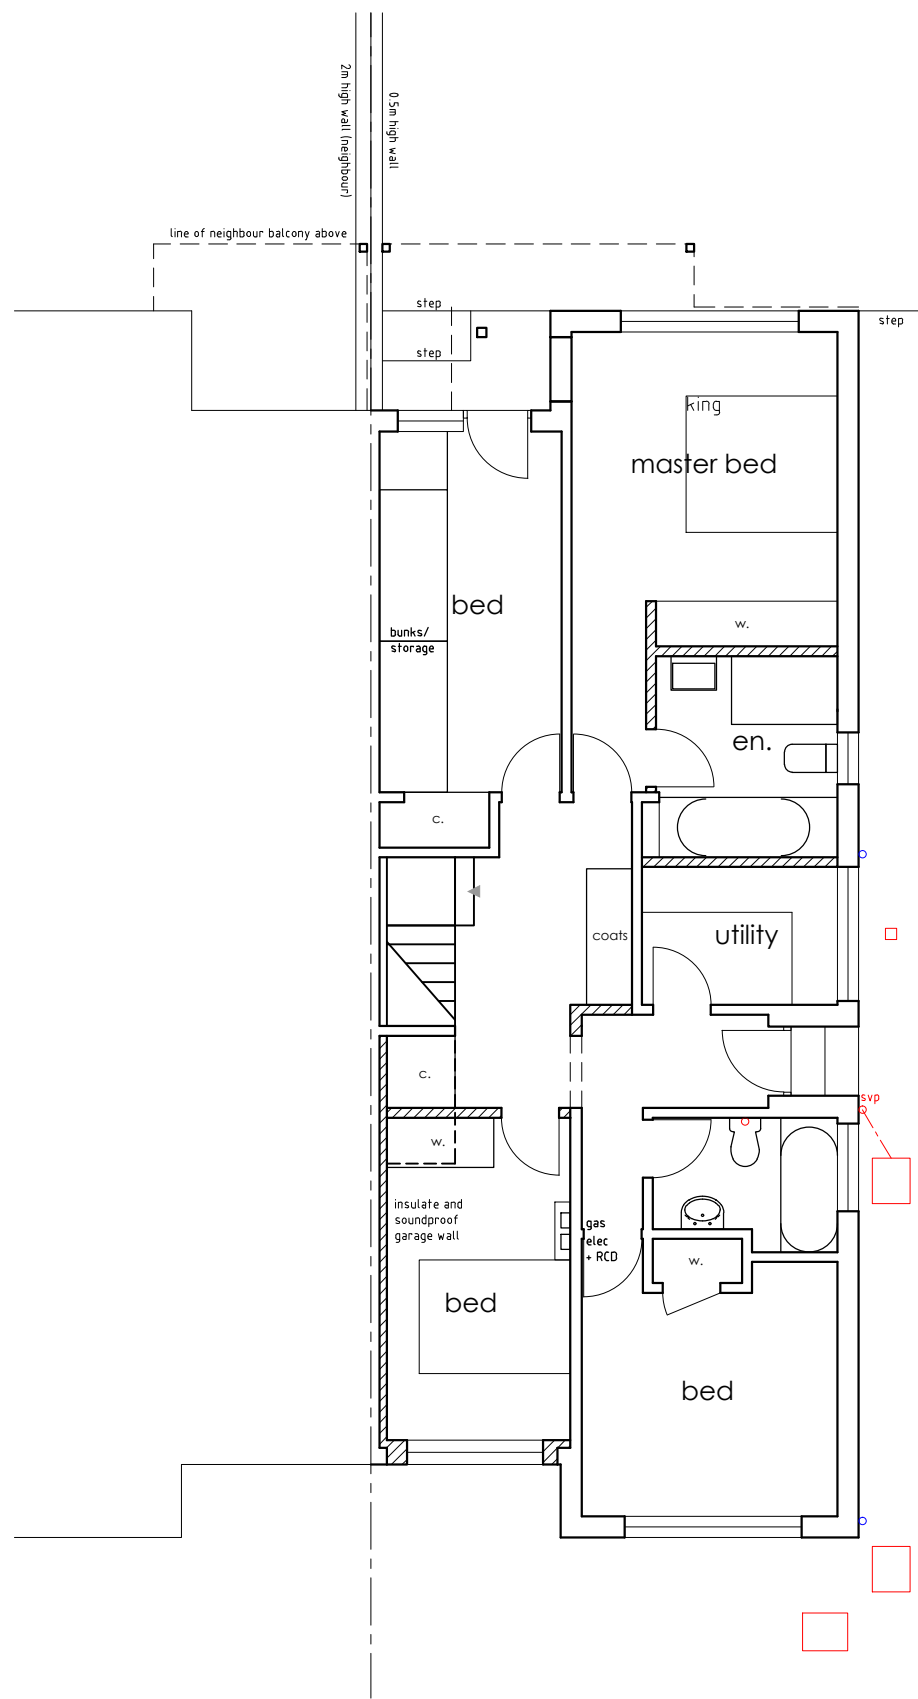 2m high wall (neighbour)
0.5m high wall
line of neighbour balcony above
step
step
step
king
master bed
bed
bunks/
storage
w.
en.
c.
coats
utility
c.
svp
w.
insulate and
soundproof
garage wall
gas
elec
+ RCD
w.
bed
bed